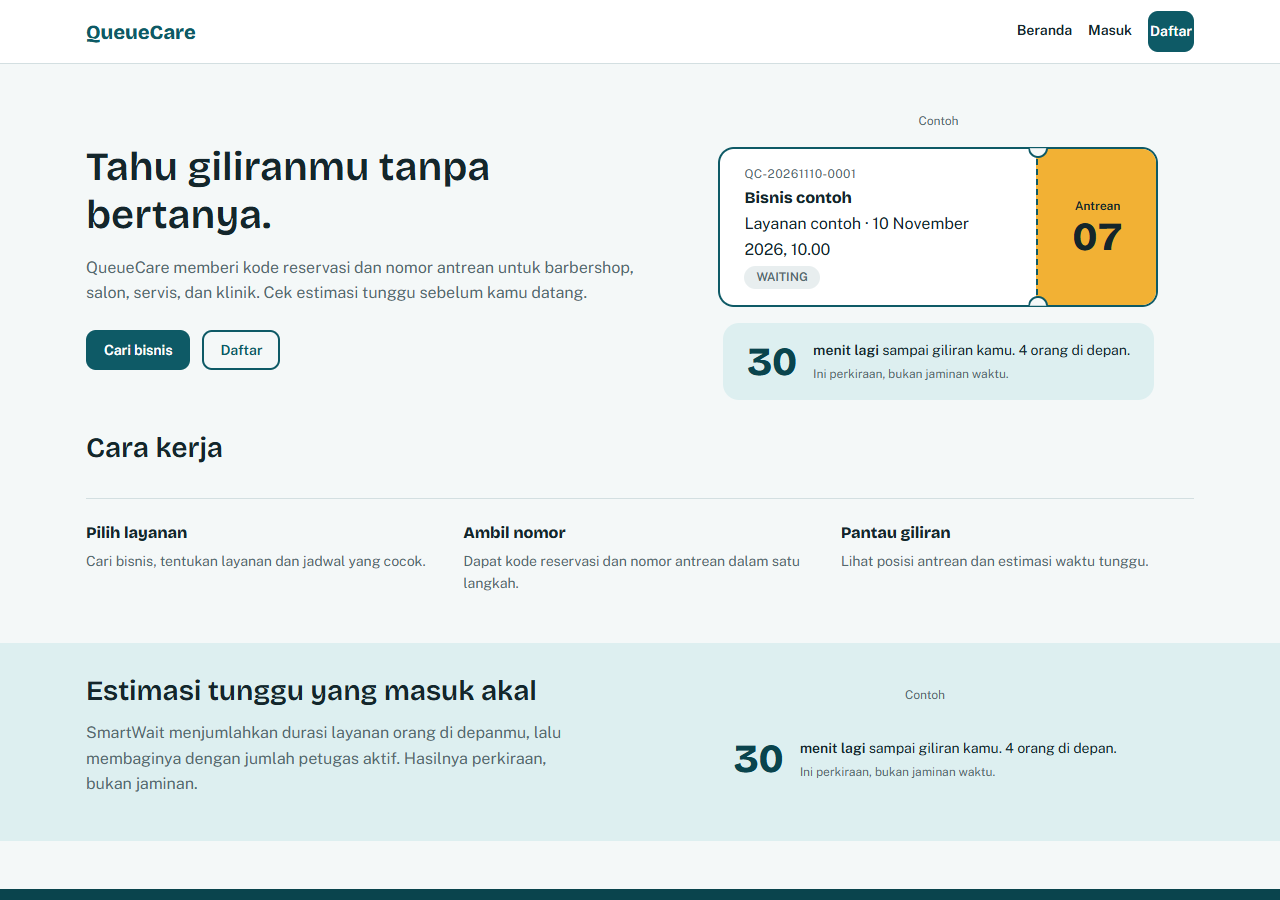 QueueCare
Beranda Masuk Daftar
Tahu giliranmu tanpa
bertanya.
QueueCare memberi kode reservasi dan nomor antrean untuk barbershop,
salon, servis, dan klinik. Cek estimasi tunggu sebelum kamu datang.
Cari bisnis Daftar
Contoh
QC-20261110-0001
Bisnis contoh
Layanan contoh · 10 November
2026, 10.00
WAITING
Antrean
07
30
menit lagi sampai giliran kamu. 4 orang di depan.
Ini perkiraan, bukan jaminan waktu.
Cara kerja
Pilih layanan
Cari bisnis, tentukan layanan dan jadwal yang cocok.
Ambil nomor
Dapat kode reservasi dan nomor antrean dalam satu
langkah.
Pantau giliran
Lihat posisi antrean dan estimasi waktu tunggu.
Estimasi tunggu yang masuk akal
SmartWait menjumlahkan durasi layanan orang di depanmu, lalu
membaginya dengan jumlah petugas aktif. Hasilnya perkiraan,
bukan jaminan.
Contoh
30
menit lagi sampai giliran kamu. 4 orang di depan.
Ini perkiraan, bukan jaminan waktu.